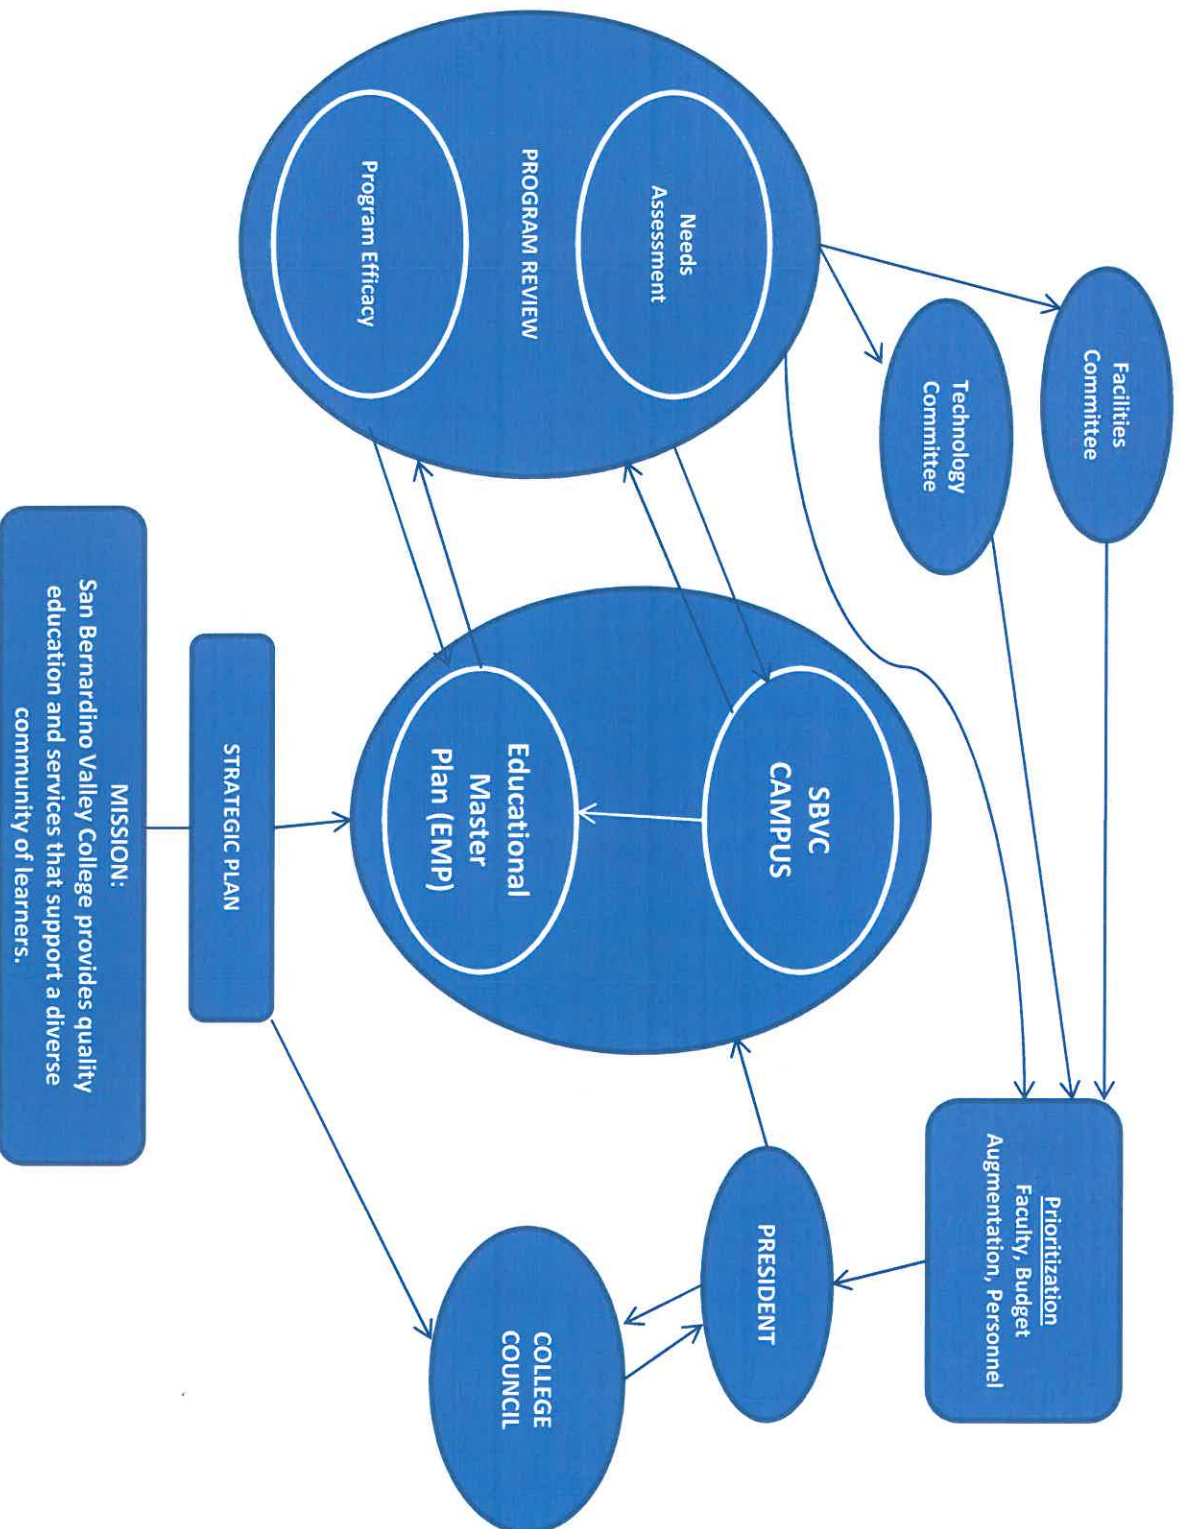 Facilities
Committee
Technology
Committee
Prioritization
Faculty, Budget
Augmentation, Personnel
Needs
Assessment
PROGRAM REVIEW
Program Efficacy
SBVC
CAMPUS
Educational
Master
Plan (EMP)
PRESIDENT
COLLEGE
COUNCIL
STRATEGIC PLAN
MISSION:
San Bernardino Valley College provides quality
education and services that support a diverse
community of learners.